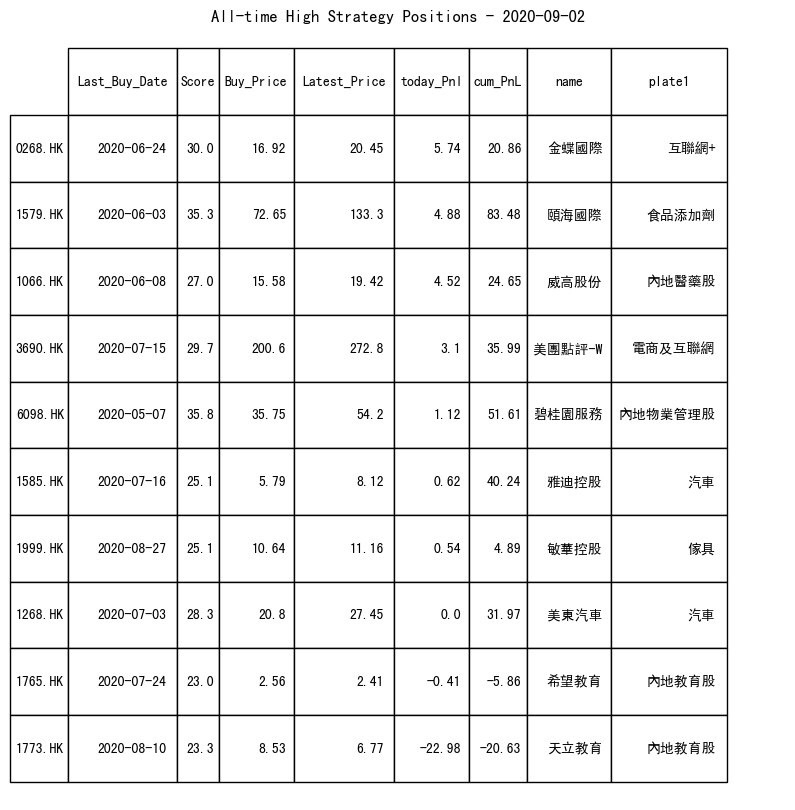 All-time High Strategy Positions - 2020-09-02
Last_Buy_Date Score Buy_Price Latest_Price today_Pnl cum_PnL name plate1
0268.HK 2020-06-24 30.0 16.92 20.45 5.74 20.86 金蝶國際 互聯網+
1579.HK 2020-06-03 35.3 72.65 133.3 4.88 83.48 頤海國際 食品添加劑
1066.HK 2020-06-08 27.0 15.58 19.42 4.52 24.65 威高股份 內地醫藥股
3690.HK 2020-07-15 29.7 200.6 272.8 3.1 35.99 美團點評-W 電商及互聯網
6098.HK 2020-05-07 35.8 35.75 54.2 1.12 51.61 碧桂園服務 內地物業管理股
1585.HK 2020-07-16 25.1 5.79 8.12 0.62 40.24 雅迪控股 汽車
1999.HK 2020-08-27 25.1 10.64 11.16 0.54 4.89 敏華控股 傢具
1268.HK 2020-07-03 28.3 20.8 27.45 0.0 31.97 美東汽車 汽車
1765.HK 2020-07-24 23.0 2.56 2.41 -0.41 -5.86 希望教育 內地教育股
1773.HK 2020-08-10 23.3 8.53 6.77 -22.98 -20.63 天立教育 內地教育股